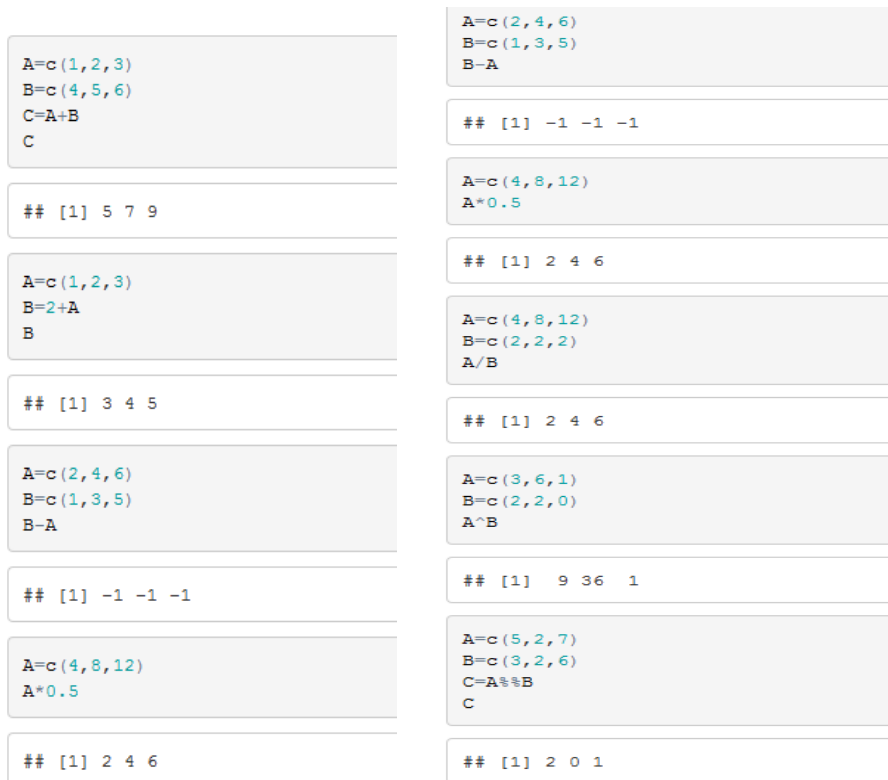 A=c(1,2,3)
B=c(4,5,6)
C=A+B
C
## [1] 5 7 9
A=c(1,2,3)
B=2+A
B
## [1] 3 4 5
A=c(2,4,6)
B=c(1,3,5)
B-A
## [1] -1 -1 -1
A=c(4,8,12)
A*0.5
## [1] 2 4 6
A=c(2,4,6)
B=c(1,3,5)
B-A
## [1] -1 -1 -1
A=c(4,8,12)
A*0.5
## [1] 2 4 6
A=c(4,8,12)
B=c(2,2,2)
A/B
## [1] 2 4 6
A=c(3,6,1)
B=c(2,2,0)
A^B
## [1]  9 36  1
A=c(5,2,7)
B=c(3,2,6)
C=A%%B
C
## [1] 2 0 1